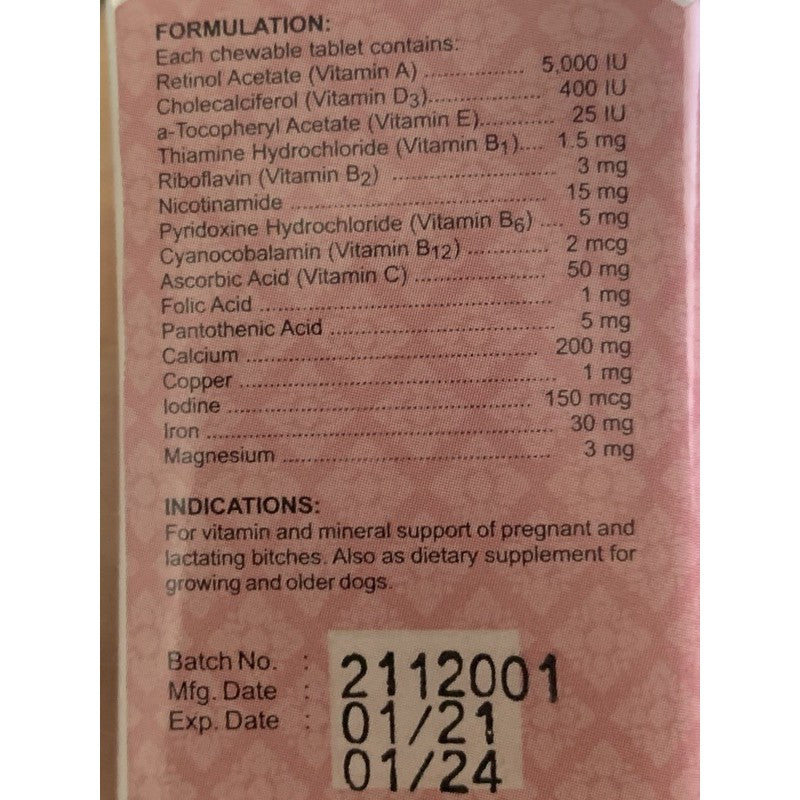 FORMULATION:
Each chewable tablet contains:
Retinol Acetate (Vitamin A) .................. 5,000 IU
Cholecalciferol (Vitamin D3).................... 400 IU
a-Tocopheryl Acetate (Vitamin E)............. 25 IU
Thiamine Hydrochloride (Vitamin B1).... 1.5 mg
Riboflavin (Vitamin B2) ............................ 3 mg
Nicotinamide ............................................. 15 mg
Pyridoxine Hydrochloride (Vitamin B6) .... 5 mg
Cyanocobalamin (Vitamin B12) ................ 2 mcg
Ascorbic Acid (Vitamin C) ...................... 50 mg
Folic Acid .................................................. 1 mg
Pantothenic Acid ...................................... 5 mg
Calcium .................................................. 200 mg
Copper ...................................................... 1 mg
Iodine .................................................... 150 mcg
Iron .......................................................... 30 mg
Magnesium ............................................. 3 mg
INDICATIONS:
For vitamin and mineral support of pregnant and
lactating bitches. Also as dietary supplement for
growing and older dogs.
Batch No. : 2112001
Mfg. Date : 01/21
Exp. Date : 01/24